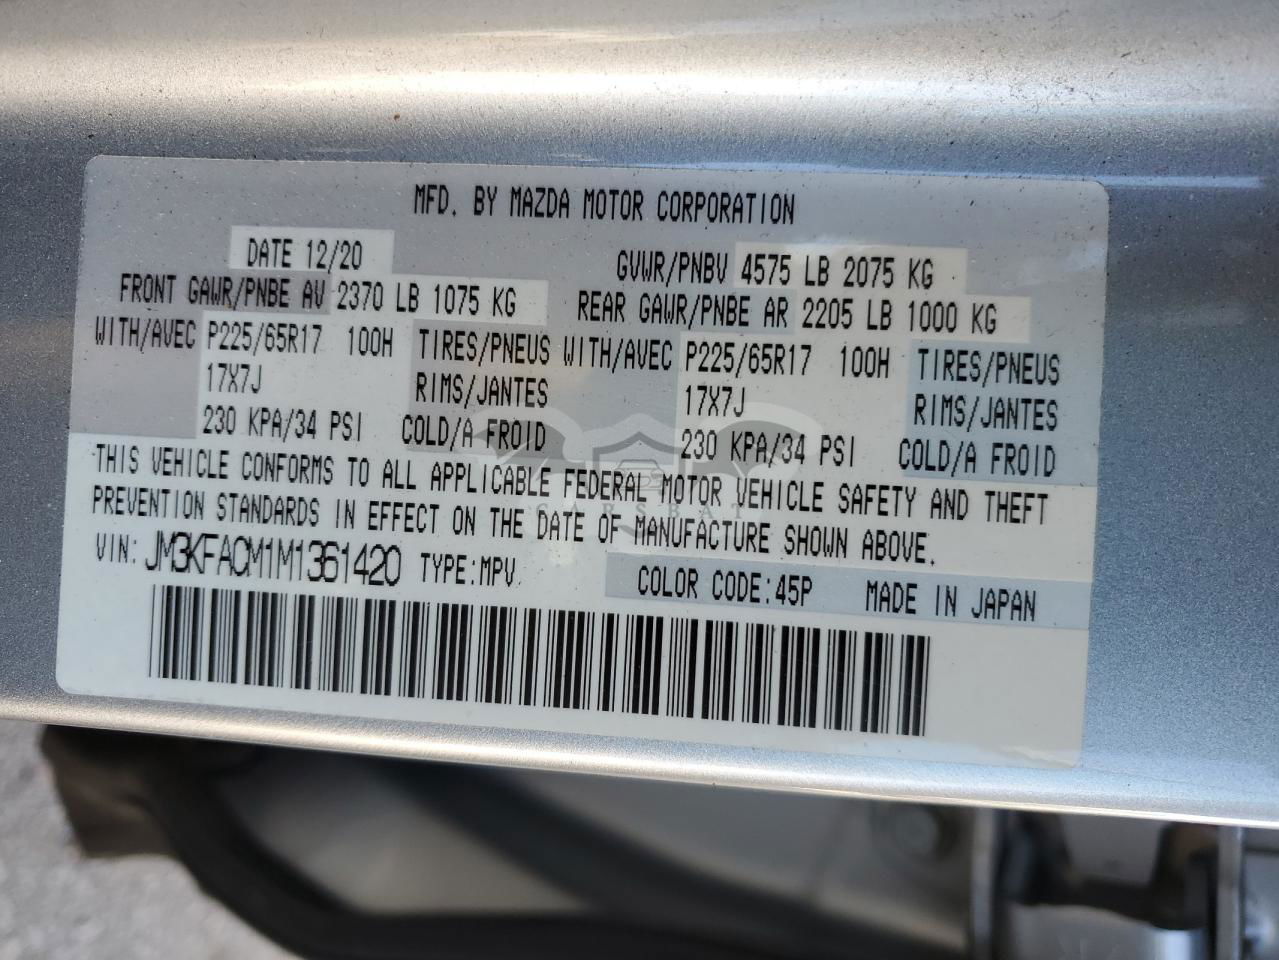 MFD. BY MAZDA MOTOR CORPORATION
DATE 12/20 GVWR/PNBV 4575 LB 2075 KG
FRONT GAWR/PNBE AV 2370 LB 1075 KG REAR GAWR/PNBE AR 2205 LB 1000 KG
WITH/AVEC P225/65R17 100H TIRES/PNEUS WITH/AVEC P225/65R17 100H TIRES/PNEUS
17X7J RIMS/JANTES 17X7J RIMS/JANTES
230 KPA/34 PSI COLD/A FROID 230 KPA/34 PSI COLD/A FROID
THIS VEHICLE CONFORMS TO ALL APPLICABLE FEDERAL MOTOR VEHICLE SAFETY AND THEFT
PREVENTION STANDARDS IN EFFECT ON THE DATE OF MANUFACTURE SHOWN ABOVE.
VIN: JM3KFACM1M1361420 TYPE:MPV COLOR CODE:45P MADE IN JAPAN
CARSBAT